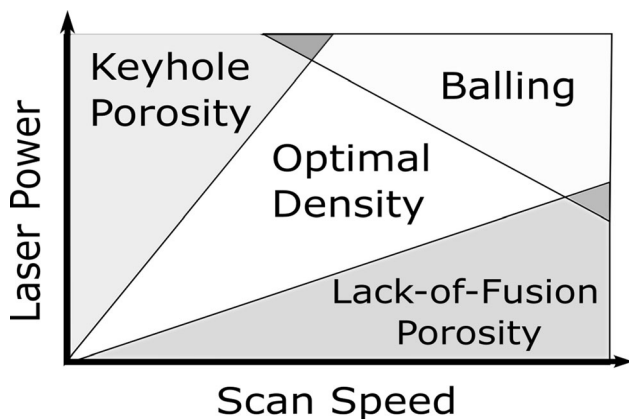 Keyhole
Porosity
Balling
Optimal
Density
Lack-of-Fusion
Porosity
Laser Power
Scan Speed